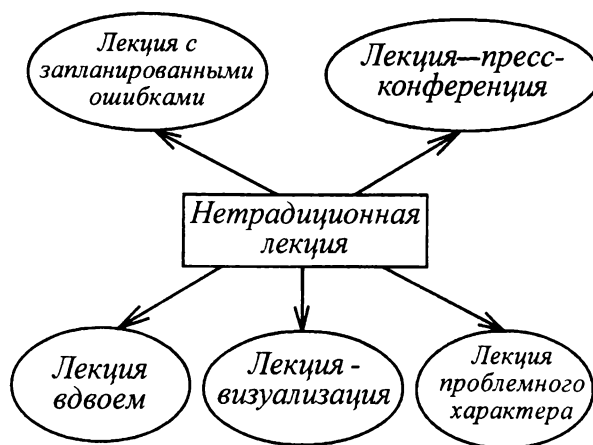 Лекция с
запланированными
ошибками
Лекция—пресс-
конференция
Нетрадиционная
лекция
Лекция
вдвоем
Лекция -
визуализация
Лекция
проблемного
характера